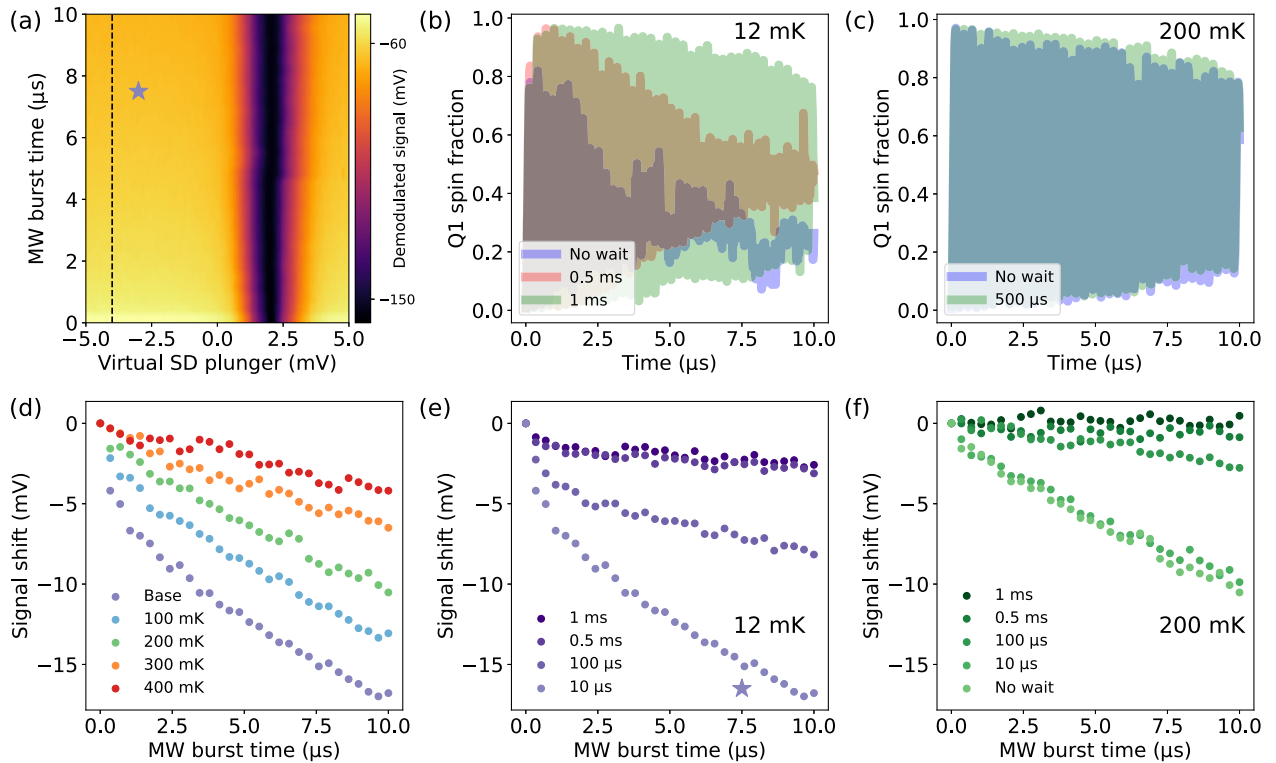 (a)
10
8
6
4
2
0
MW burst time (μs)
−5.0
−2.5
0.0
2.5
5.0
Virtual SD plunger (mV)
−60
−150
Demodulated signal (mV)
(b)
12 mK
1.0
0.8
0.6
0.4
0.2
0.0
Q1 spin fraction
No wait
0.5 ms
1 ms
0.0
2.5
5.0
7.5
10.0
Time (μs)
(c)
200 mK
1.0
0.8
0.6
0.4
0.2
0.0
Q1 spin fraction
No wait
500 μs
0.0
2.5
5.0
7.5
10.0
Time (μs)
(d)
0
−5
−10
−15
Signal shift (mV)
Base
100 mK
200 mK
300 mK
400 mK
0.0
2.5
5.0
7.5
10.0
MW burst time (μs)
(e)
0
−5
−10
−15
Signal shift (mV)
1 ms
0.5 ms
100 μs
10 μs
12 mK
0.0
2.5
5.0
7.5
10.0
MW burst time (μs)
(f)
0
−5
−10
−15
Signal shift (mV)
1 ms
0.5 ms
100 μs
10 μs
No wait
200 mK
0.0
2.5
5.0
7.5
10.0
MW burst time (μs)